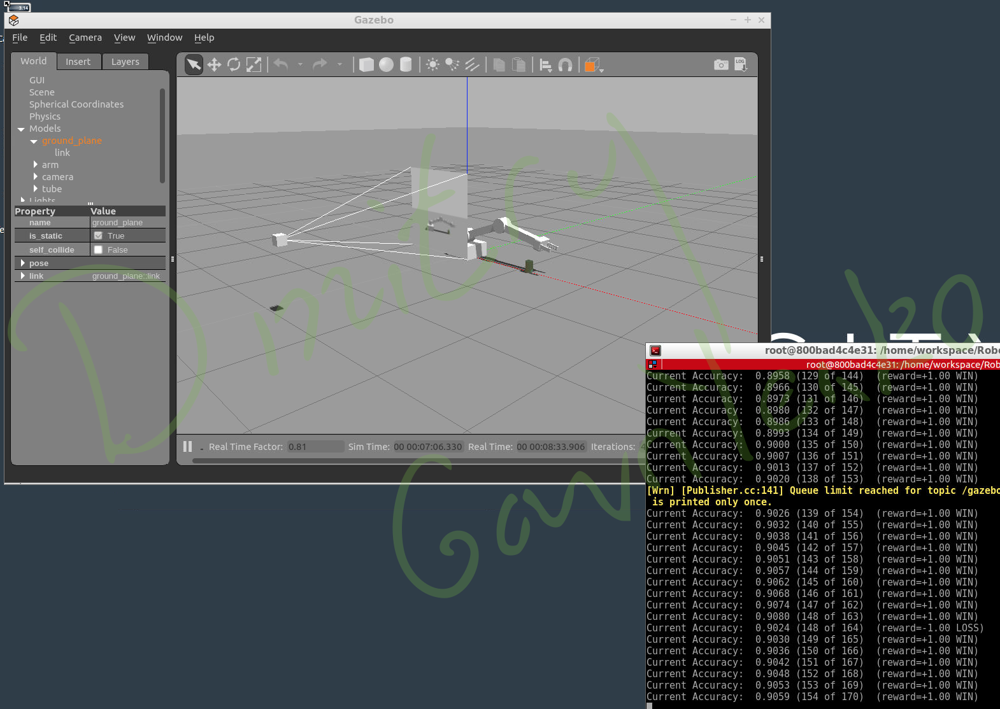 3.14
Gazebo
File Edit Camera View Window Help
World Insert Layers
GUI
Scene
Spherical Coordinates
Physics
Models
ground_plane
link
arm
camera
tube
Lights
Property Value
name ground_plane
is_static True
self_collide False
pose
link ground_plane::link
LOG
Real Time Factor: 0.81 Sim Time: 00 00:07:06.330 Real Time: 00 00:08:33.906 Iterations: 4
root@800bad4c4e31: /home/workspace/Robo
root@800bad4c4e31: /home/workspace/Rob
Current Accuracy: 0.8958 (129 of 144) (reward=+1.00 WIN)
Current Accuracy: 0.8966 (130 of 145) (reward=+1.00 WIN)
Current Accuracy: 0.8973 (131 of 146) (reward=+1.00 WIN)
Current Accuracy: 0.8980 (132 of 147) (reward=+1.00 WIN)
Current Accuracy: 0.8986 (133 of 148) (reward=+1.00 WIN)
Current Accuracy: 0.8993 (134 of 149) (reward=+1.00 WIN)
Current Accuracy: 0.9000 (135 of 150) (reward=+1.00 WIN)
Current Accuracy: 0.9007 (136 of 151) (reward=+1.00 WIN)
Current Accuracy: 0.9013 (137 of 152) (reward=+1.00 WIN)
Current Accuracy: 0.9020 (138 of 153) (reward=+1.00 WIN)
[Wrn] [Publisher.cc:141] Queue limit reached for topic /gazebo
is printed only once.
Current Accuracy: 0.9026 (139 of 154) (reward=+1.00 WIN)
Current Accuracy: 0.9032 (140 of 155) (reward=+1.00 WIN)
Current Accuracy: 0.9038 (141 of 156) (reward=+1.00 WIN)
Current Accuracy: 0.9045 (142 of 157) (reward=+1.00 WIN)
Current Accuracy: 0.9051 (143 of 158) (reward=+1.00 WIN)
Current Accuracy: 0.9057 (144 of 159) (reward=+1.00 WIN)
Current Accuracy: 0.9062 (145 of 160) (reward=+1.00 WIN)
Current Accuracy: 0.9068 (146 of 161) (reward=+1.00 WIN)
Current Accuracy: 0.9074 (147 of 162) (reward=+1.00 WIN)
Current Accuracy: 0.9080 (148 of 163) (reward=+1.00 WIN)
Current Accuracy: 0.9024 (148 of 164) (reward=-1.00 LOSS)
Current Accuracy: 0.9030 (149 of 165) (reward=+1.00 WIN)
Current Accuracy: 0.9036 (150 of 166) (reward=+1.00 WIN)
Current Accuracy: 0.9042 (151 of 167) (reward=+1.00 WIN)
Current Accuracy: 0.9048 (152 of 168) (reward=+1.00 WIN)
Current Accuracy: 0.9053 (153 of 169) (reward=+1.00 WIN)
Current Accuracy: 0.9059 (154 of 170) (reward=+1.00 WIN)